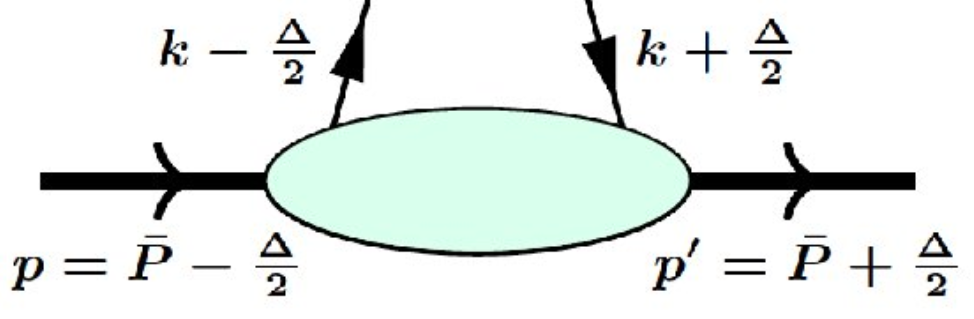 k − Δ/2
k + Δ/2
p = P̄ − Δ/2
p′ = P̄ + Δ/2